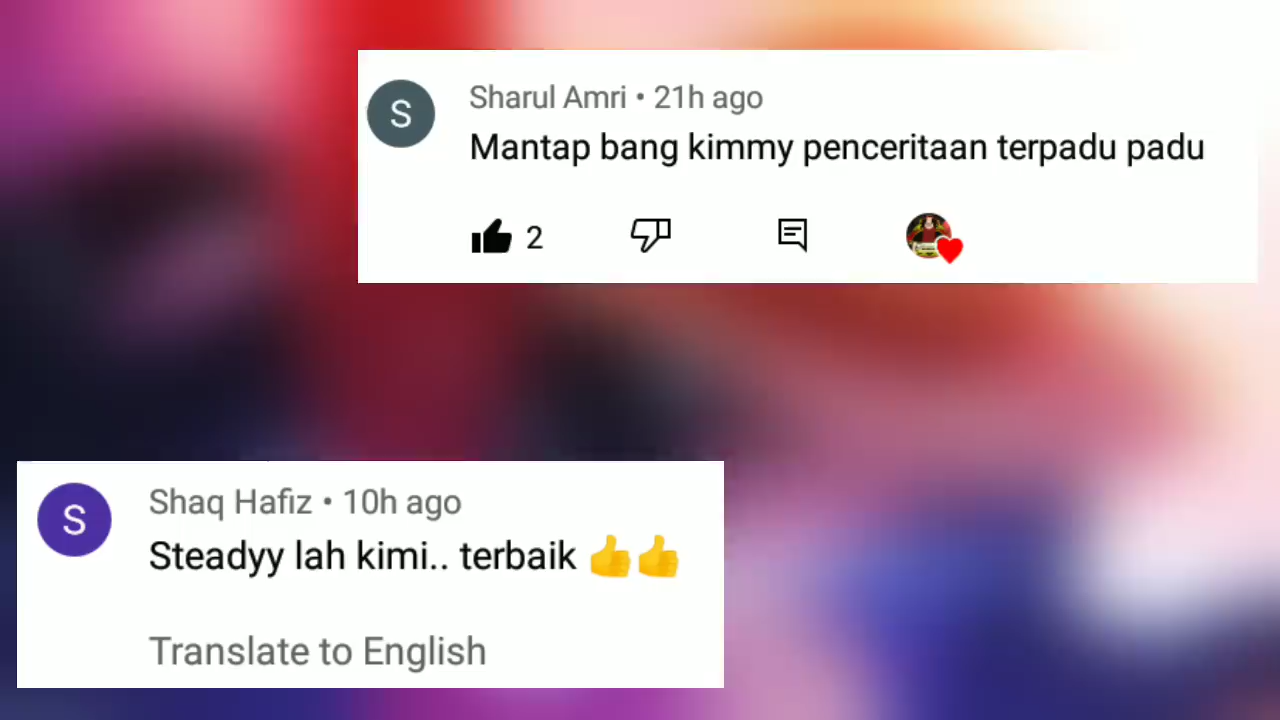 S
Sharul Amri • 21h ago
Mantap bang kimmy penceritaan terpadu padu
2
S
Shaq Hafiz • 10h ago
Steadyy lah kimi.. terbaik 👍👍
Translate to English